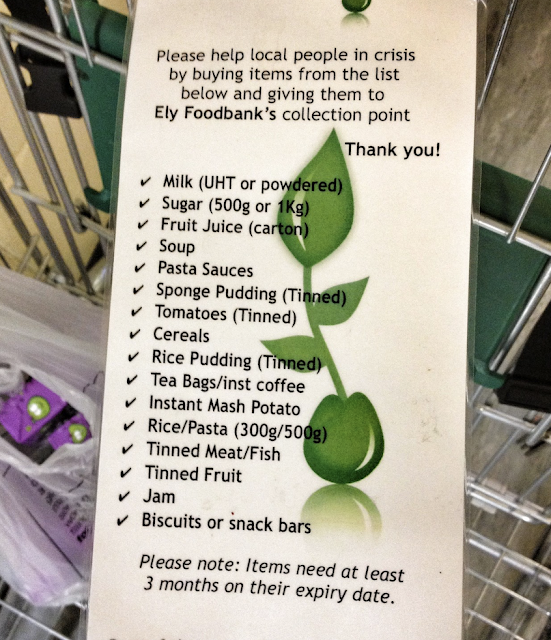 Please help local people in crisis
by buying items from the list
below and giving them to
Ely Foodbank's collection point
Thank you!
✔ Milk (UHT or powdered)
✔ Sugar (500g or 1Kg)
✔ Fruit Juice (carton)
✔ Soup
✔ Pasta Sauces
✔ Sponge Pudding (Tinned)
✔ Tomatoes (Tinned)
✔ Cereals
✔ Rice Pudding (Tinned)
✔ Tea Bags/inst coffee
✔ Instant Mash Potato
✔ Rice/Pasta (300g/500g)
✔ Tinned Meat/Fish
✔ Tinned Fruit
✔ Jam
✔ Biscuits or snack bars
Please note: Items need at least
3 months on their expiry date.